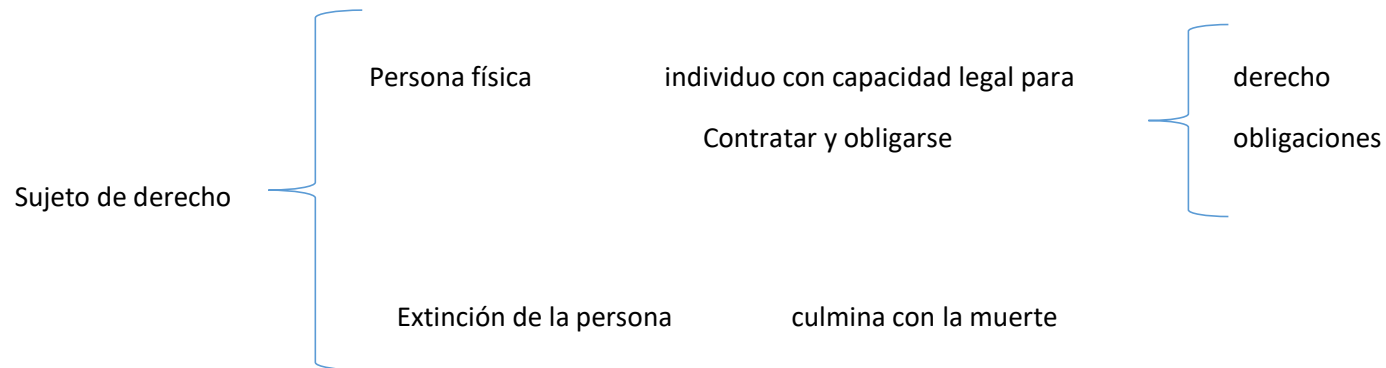 Persona física individuo con capacidad legal para derecho
Contratar y obligarse obligaciones
Sujeto de derecho
Extinción de la persona culmina con la muerte